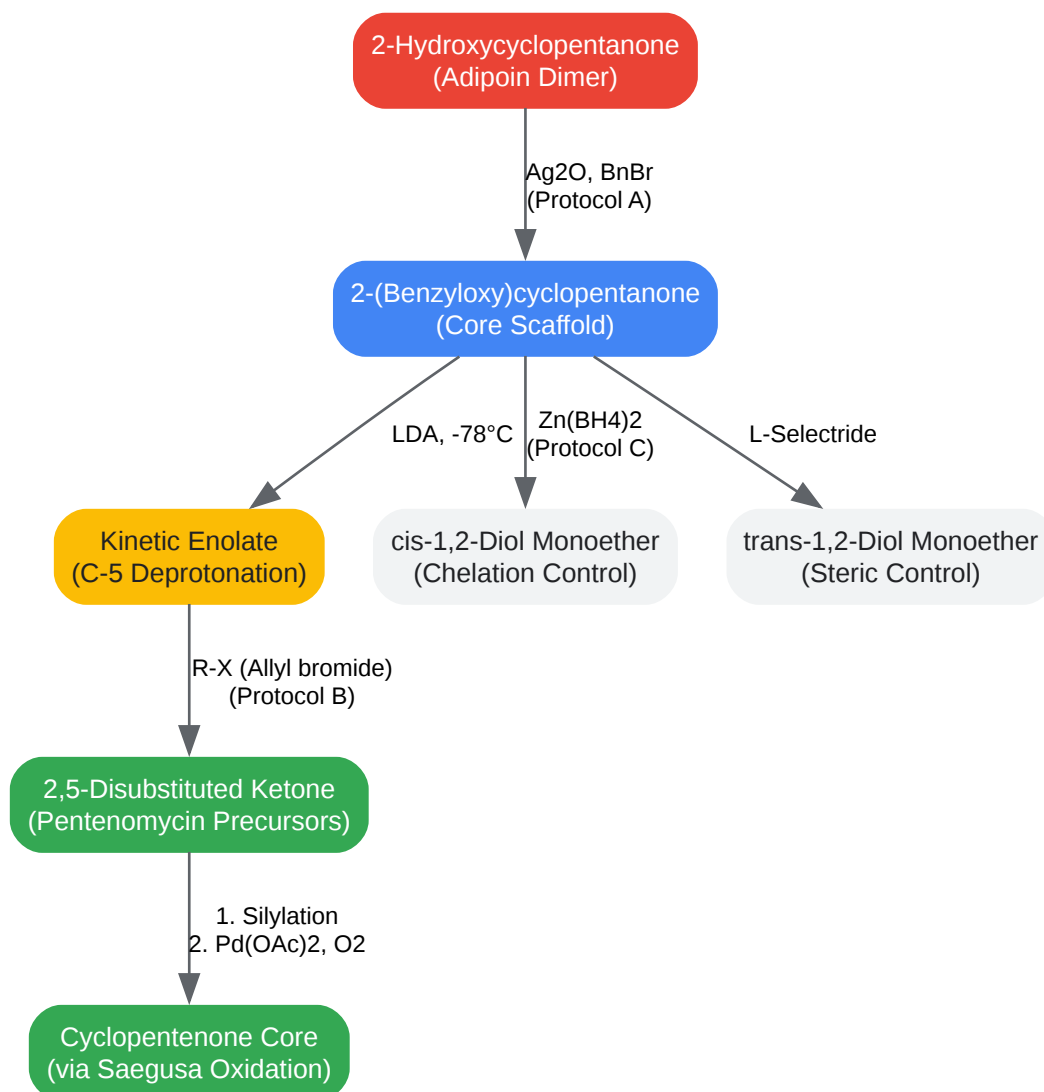 2-Hydroxycyclopentanone
(Adipoin Dimer)
Ag2O, BnBr
(Protocol A)
2-(Benzyloxy)cyclopentanone
(Core Scaffold)
LDA, -78°C
Zn(BH4)2
(Protocol C)
L-Selectride
Kinetic Enolate
(C-5 Deprotonation)
cis-1,2-Diol Monoether
(Chelation Control)
trans-1,2-Diol Monoether
(Steric Control)
R-X (Allyl bromide)
(Protocol B)
2,5-Disubstituted Ketone
(Pentenomycin Precursors)
1. Silylation
2. Pd(OAc)2, O2
Cyclopentenone Core
(via Saegusa Oxidation)